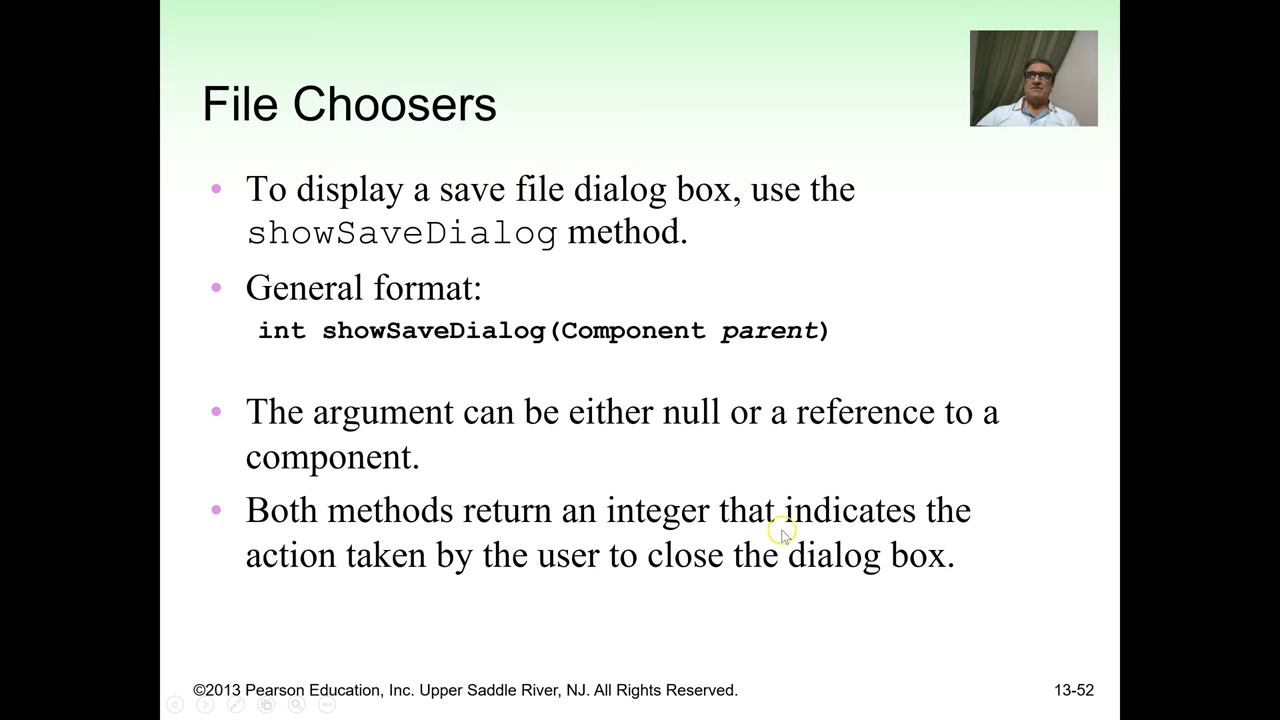 File Choosers
• To display a save file dialog box, use the
showSaveDialog method.
• General format:
int showSaveDialog(Component parent)
• The argument can be either null or a reference to a
component.
• Both methods return an integer that indicates the
action taken by the user to close the dialog box.
©2013 Pearson Education, Inc. Upper Saddle River, NJ. All Rights Reserved.
13-52